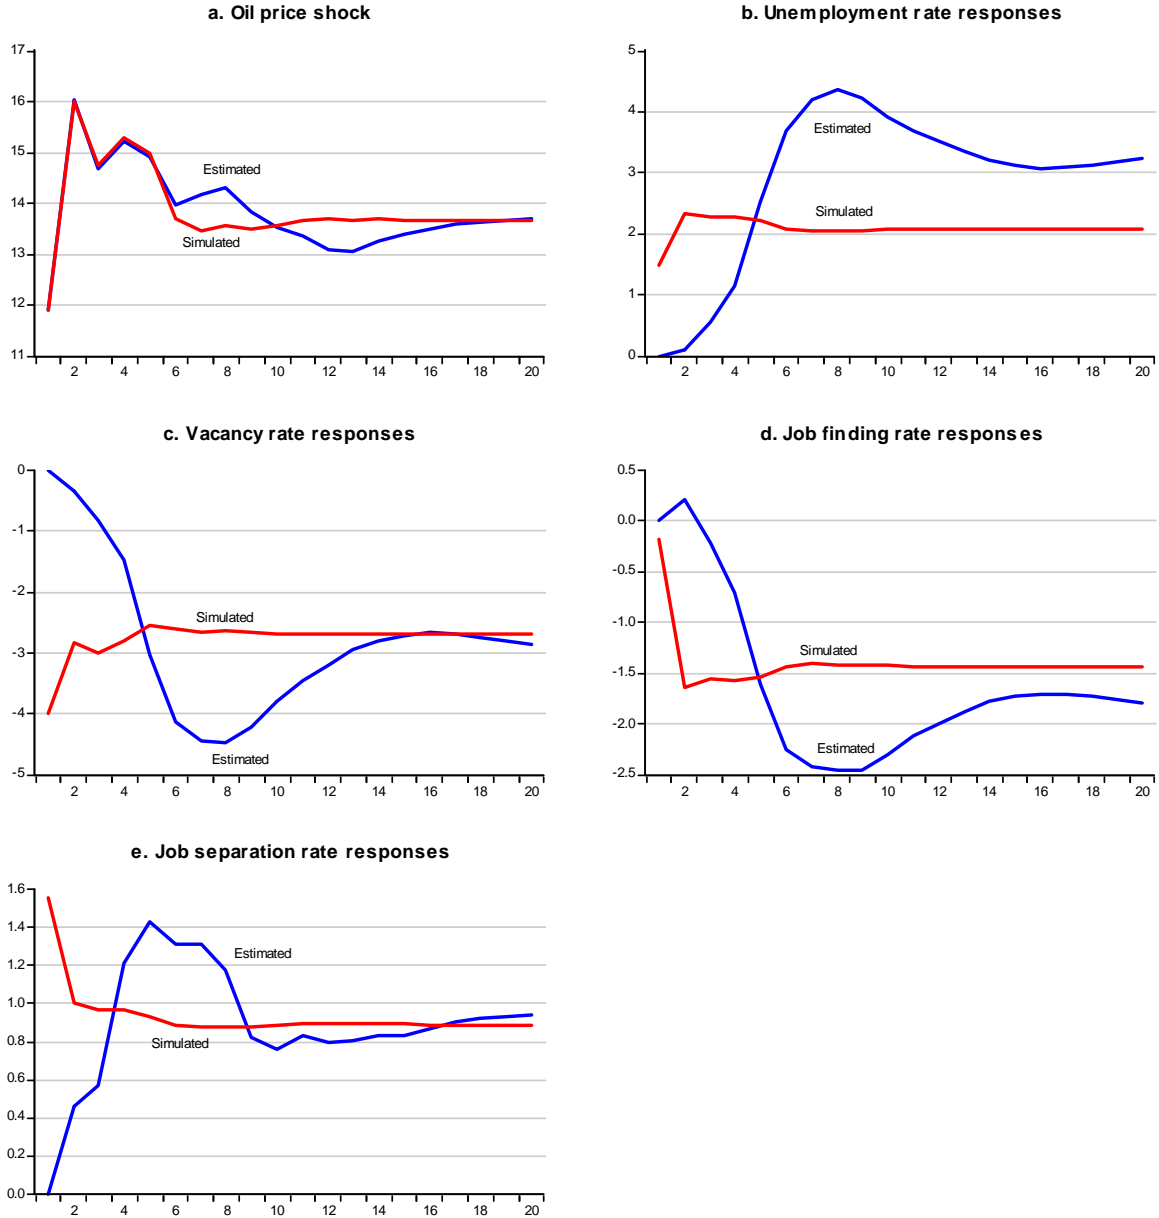 a. Oil price shock
17
16
15
14
13
12
11
Estimated
Simulated
2 4 6 8 10 12 14 16 18 20
b. Unemployment rate responses
5
4
3
2
1
0
Estimated
Simulated
2 4 6 8 10 12 14 16 18 20
c. Vacancy rate responses
0
-1
-2
-3
-4
-5
Simulated
Estimated
2 4 6 8 10 12 14 16 18 20
d. Job finding rate responses
0.5
0.0
-0.5
-1.0
-1.5
-2.0
-2.5
Simulated
Estimated
2 4 6 8 10 12 14 16 18 20
e. Job separation rate responses
1.6
1.4
1.2
1.0
0.8
0.6
0.4
0.2
0.0
Estimated
Simulated
2 4 6 8 10 12 14 16 18 20